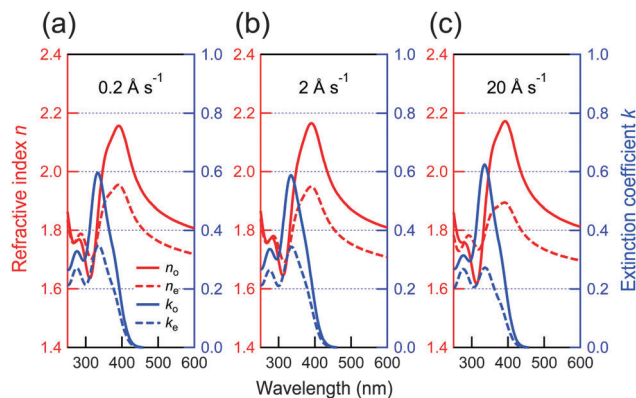 (a)
(b)
(c)
0.2 Å s⁻¹
2 Å s⁻¹
20 Å s⁻¹
Refractive index n
2.4
2.2
2.0
1.8
1.6
1.4
1.0
0.8
0.6
0.4
0.2
0.0
2.4
2.2
2.0
1.8
1.6
1.4
1.0
0.8
0.6
0.4
0.2
0.0
2.4
2.2
2.0
1.8
1.6
1.4
1.0
0.8
0.6
0.4
0.2
0.0
Extinction coefficient k
nₒ
nₑ
kₒ
kₑ
300 400 500 600
300 400 500 600
300 400 500 600
Wavelength (nm)